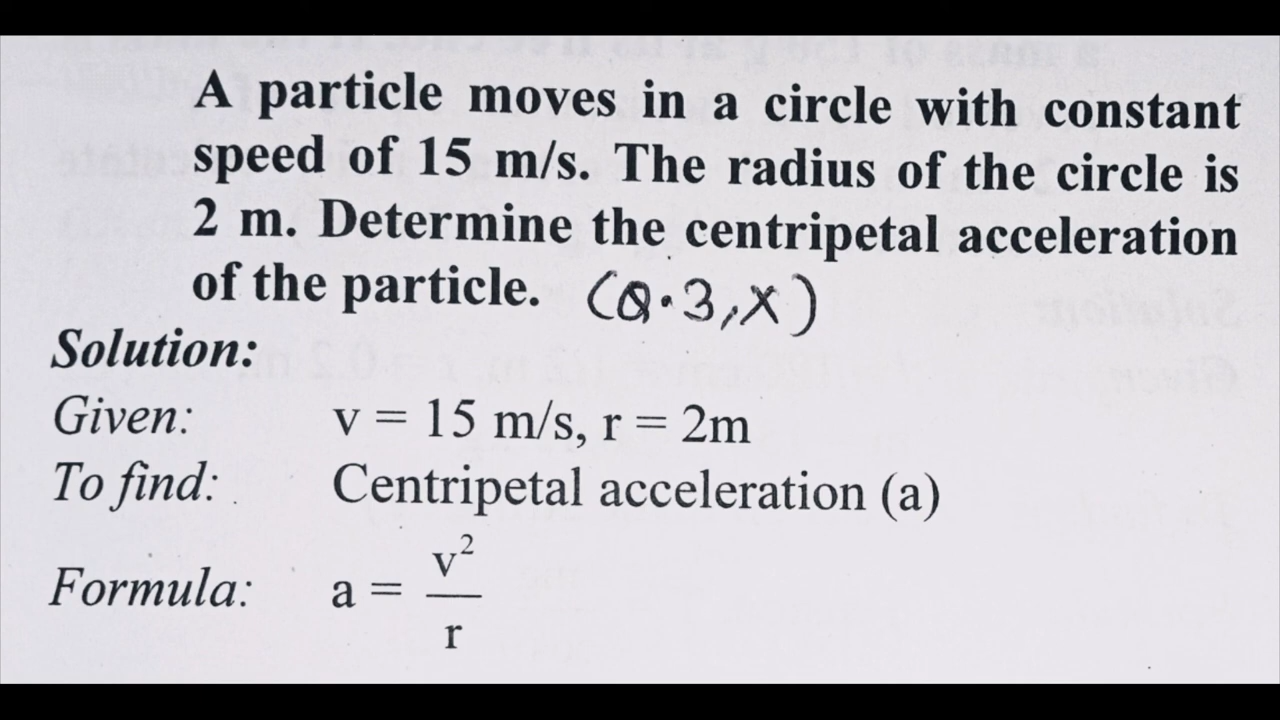 A particle moves in a circle with constant
speed of 15 m/s. The radius of the circle is
2 m. Determine the centripetal acceleration
of the particle. (Q.3,X)
Solution:
Given: v = 15 m/s, r = 2m
To find: Centripetal acceleration (a)
Formula: a = v²
r